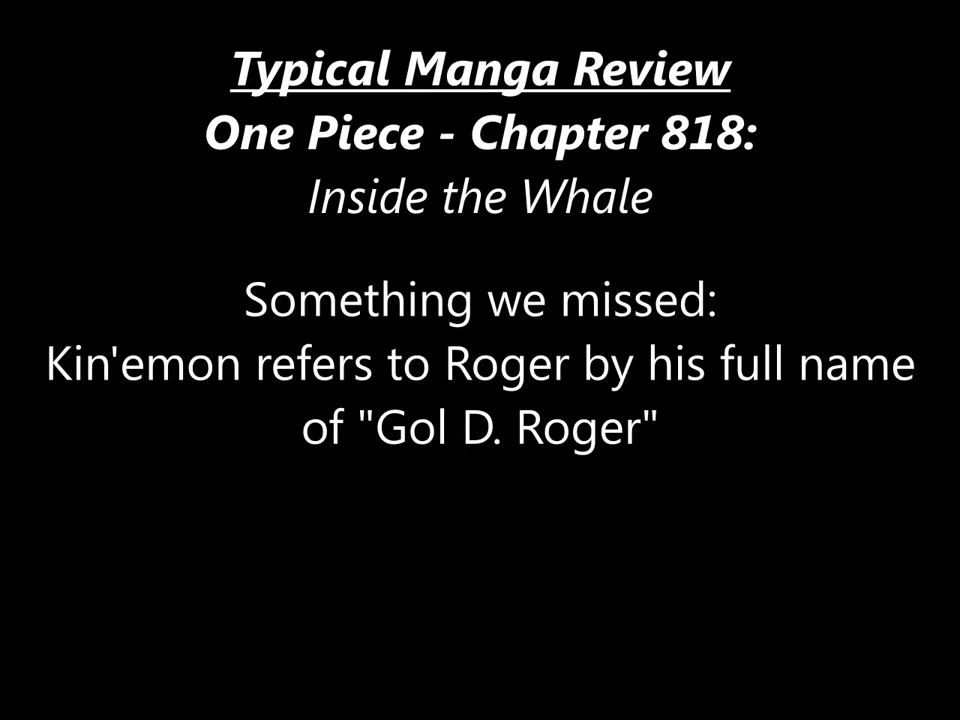 Typical Manga Review
One Piece - Chapter 818:
Inside the Whale
Something we missed:
Kin'emon refers to Roger by his full name
of "Gol D. Roger"